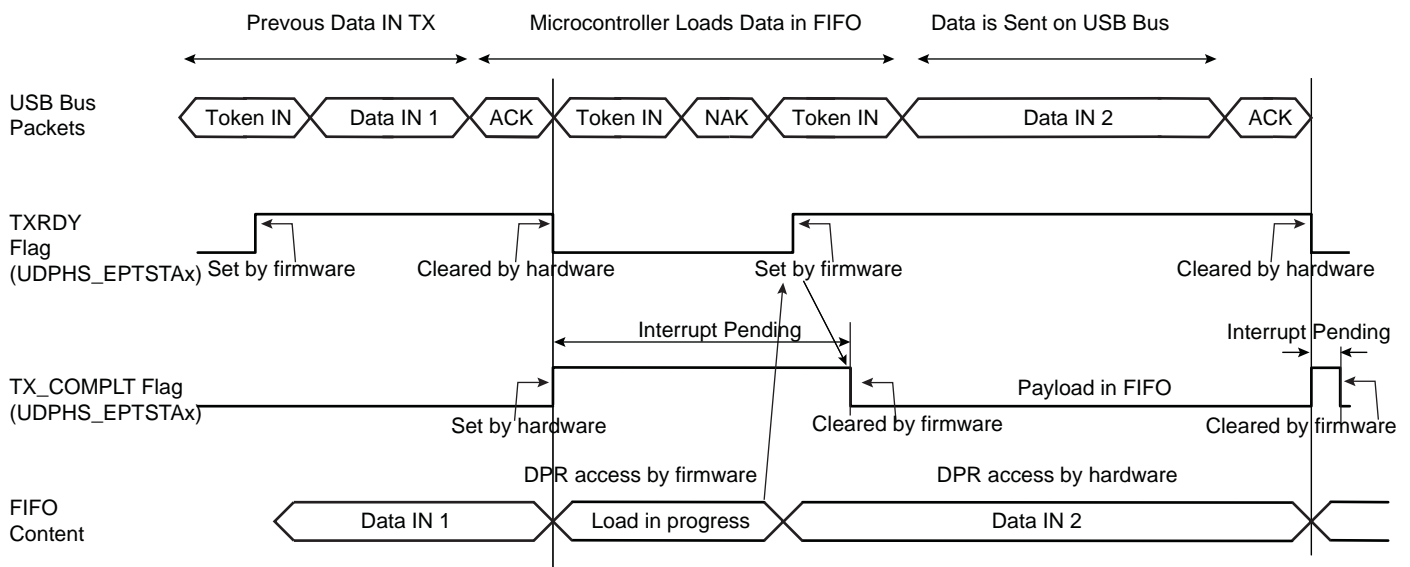 Prevous Data IN TX
Microcontroller Loads Data in FIFO
Data is Sent on USB Bus
USB Bus
Packets
Token IN
Data IN 1
ACK
Token IN
NAK
Token IN
Data IN 2
ACK
TXRDY
Flag
(UDPHS_EPTSTAx)
Set by firmware
Cleared by hardware
Set by firmware
Cleared by hardware
Interrupt Pending
Interrupt Pending
TX_COMPLT Flag
(UDPHS_EPTSTAx)
Payload in FIFO
Set by hardware
Cleared by firmware
Cleared by firmware
DPR access by firmware
DPR access by hardware
FIFO
Content
Data IN 1
Load in progress
Data IN 2